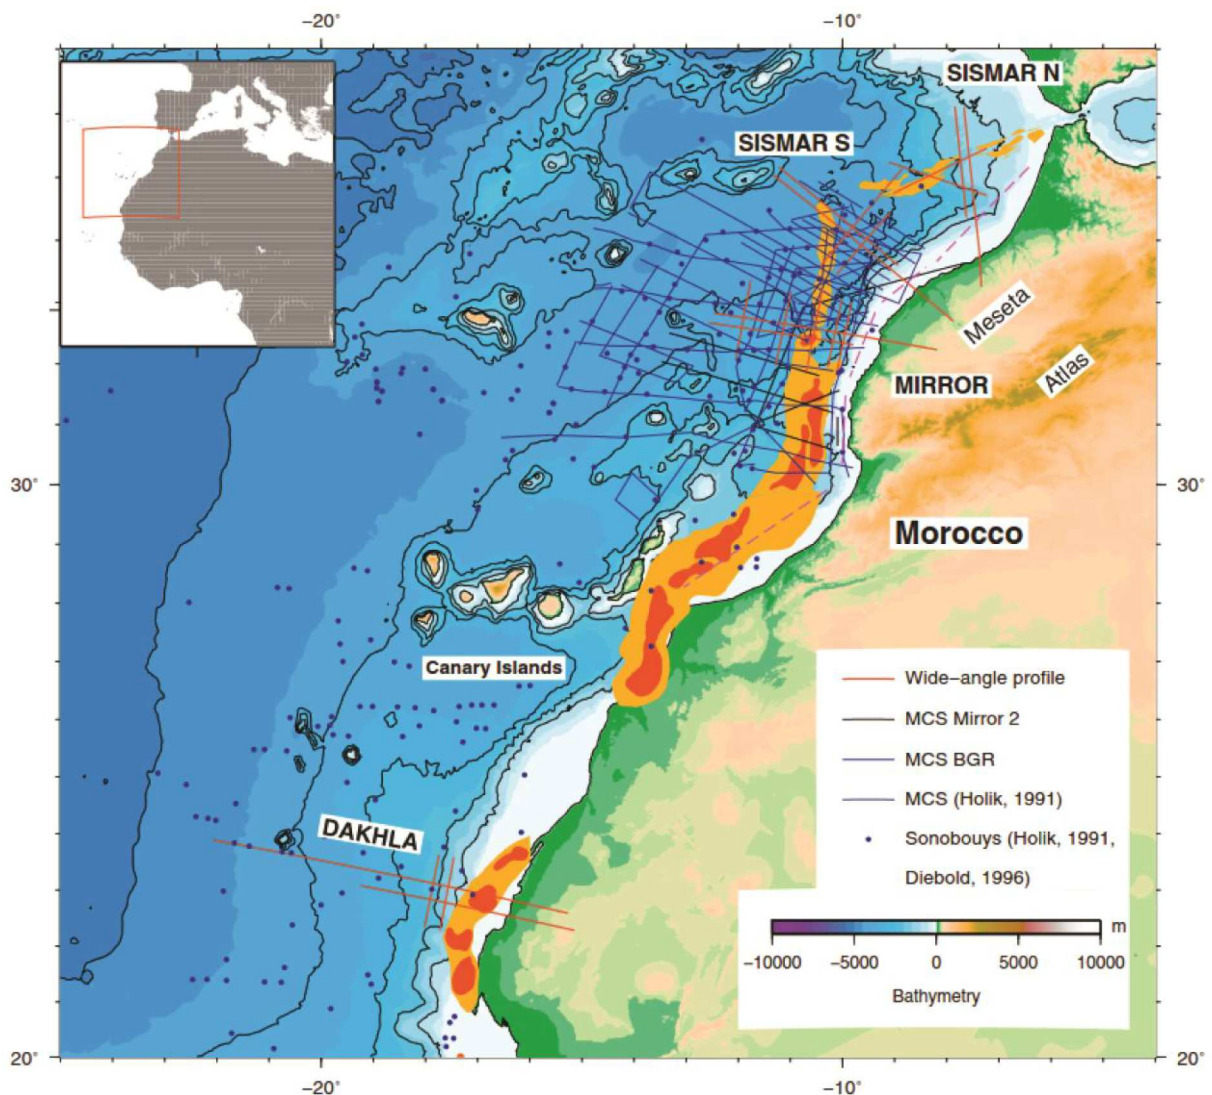 −20°
−10°
SISMAR N
SISMAR S
Meseta
MIRROR
Atlas
30°
30°
Morocco
Canary Islands
Wide−angle profile
MCS Mirror 2
MCS BGR
MCS (Holik, 1991)
Sonobouys (Holik, 1991,
Diebold, 1996)
DAKHLA
m
−10000 −5000 0 5000 10000
Bathymetry
20°
20°
−20°
−10°